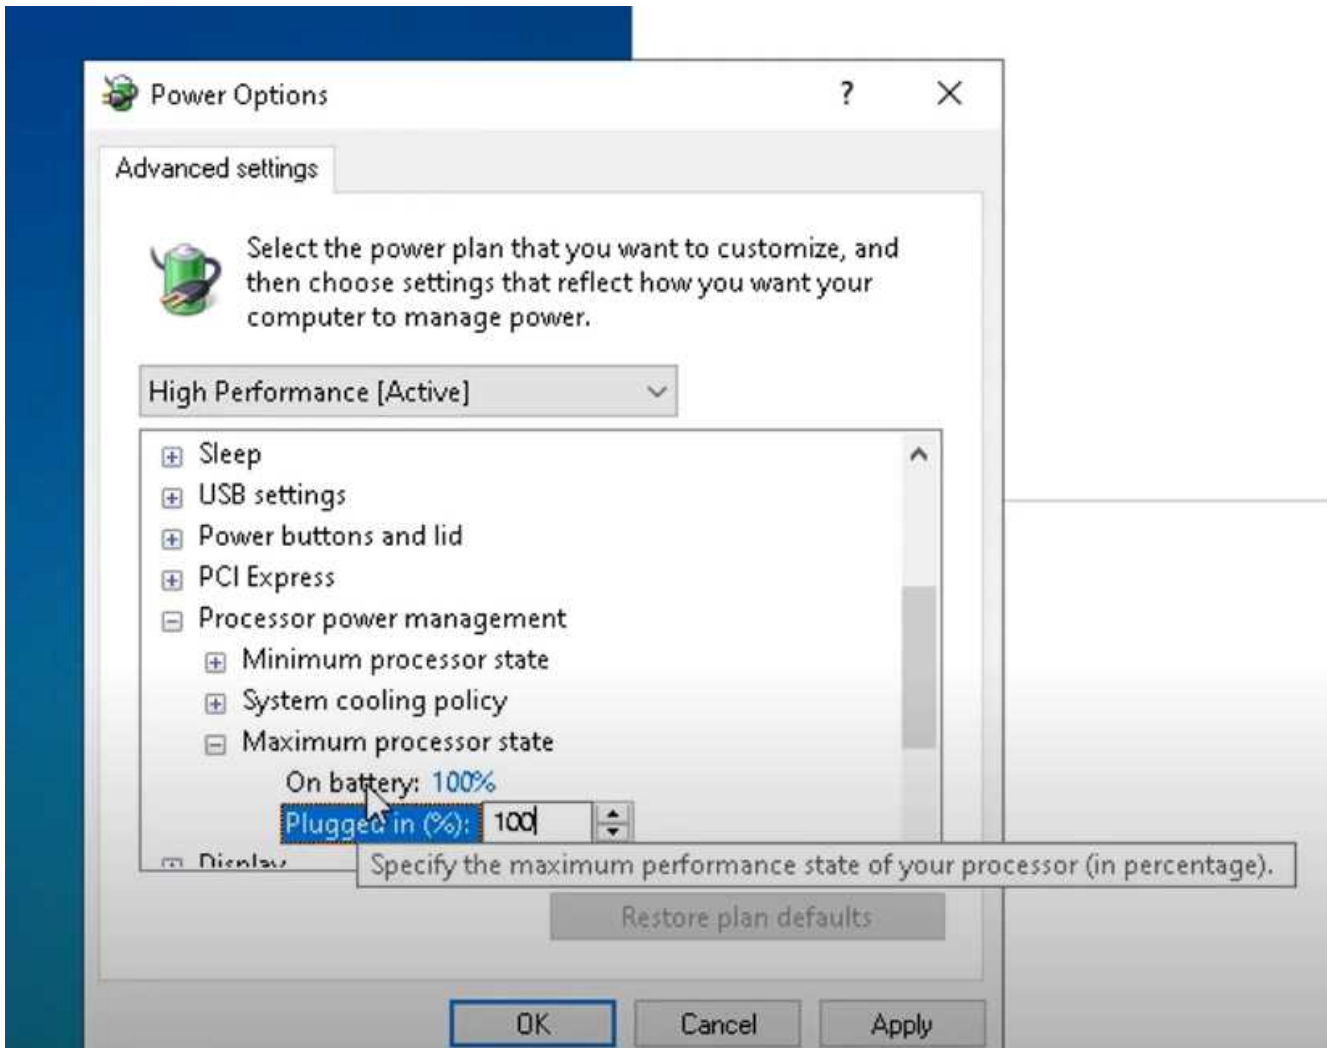 Power Options
?
Advanced settings
Select the power plan that you want to customize, and
then choose settings that reflect how you want your
computer to manage power.
High Performance [Active]
Sleep
USB settings
Power buttons and lid
PCI Express
Processor power management
Minimum processor state
System cooling policy
Maximum processor state
On battery: 100%
Plugged in (%): 100
Display
Specify the maximum performance state of your processor (in percentage).
Restore plan defaults
OK Cancel Apply